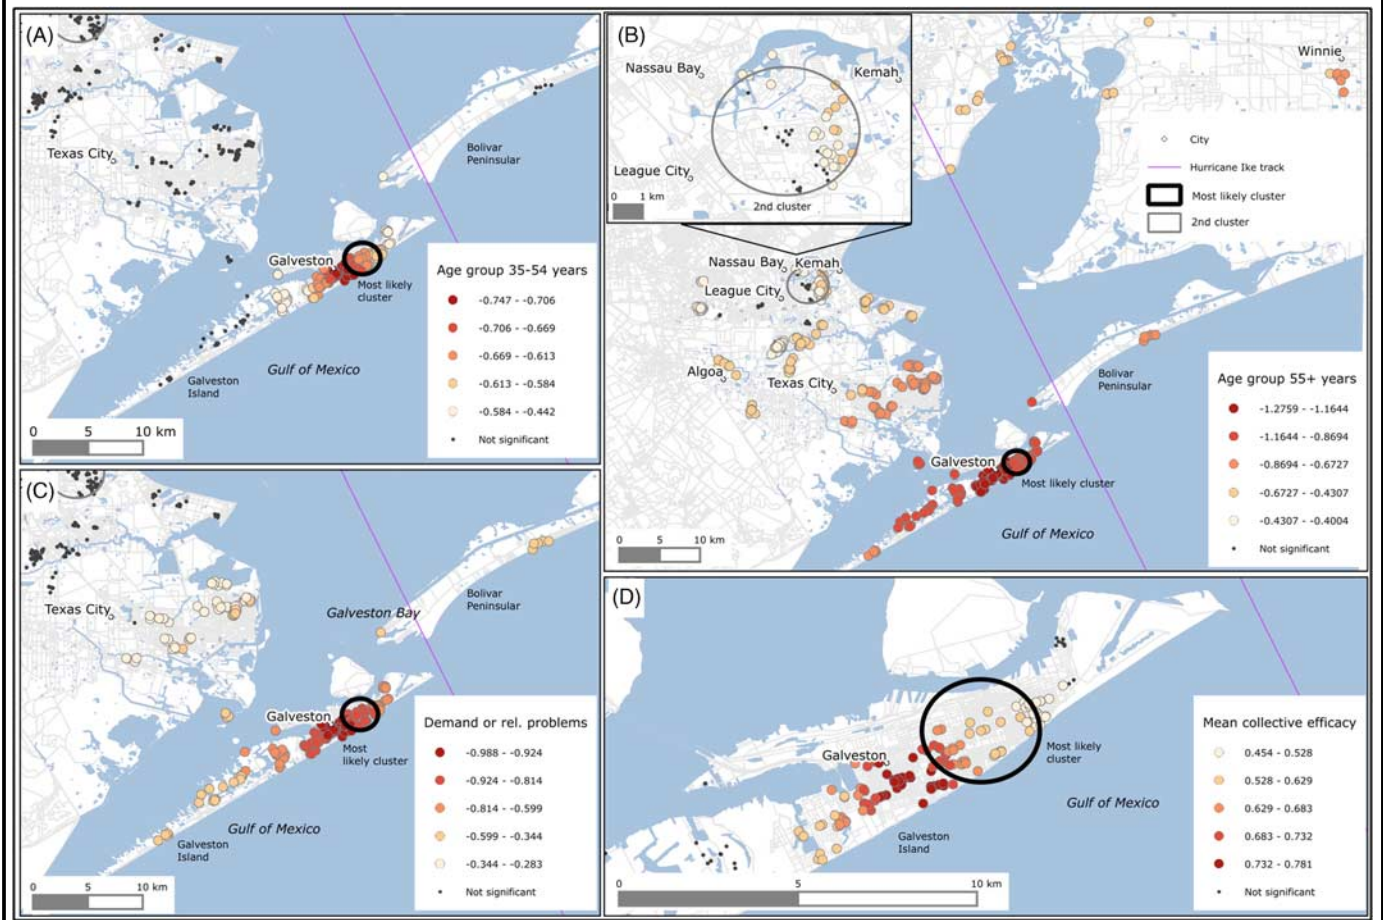 (A)
Texas City
Bolivar
Peninsular
Galveston
Most likely
cluster
Gulf of Mexico
Galveston
Island
0 5 10 km
Age group 35-54 years
-0.747 - -0.706
-0.706 - -0.669
-0.669 - -0.613
-0.613 - -0.584
-0.584 - -0.442
Not significant
(B)
Nassau Bay
Kemah
League City
0 1 km
2nd cluster
Winnie
City
Hurricane Ike track
Most likely cluster
2nd cluster
Nassau Bay Kemah
League City
Algoa
Texas City
Bolivar
Peninsular
Galveston
Most likely cluster
Gulf of Mexico
0 5 10 km
Age group 55+ years
-1.2759 - -1.1644
-1.1644 - -0.8694
-0.8694 - -0.6727
-0.6727 - -0.4307
-0.4307 - -0.4004
Not significant
(C)
Texas City
Galveston Bay
Bolivar
Peninsular
Galveston
Most
likely cluster
Gulf of Mexico
Galveston
Island
0 5 10 km
Demand or rel. problems
-0.988 - -0.924
-0.924 - -0.814
-0.814 - -0.599
-0.599 - -0.344
-0.344 - -0.283
Not significant
(D)
Galveston
Most likely
cluster
Gulf of Mexico
Galveston
Island
0 5 10 km
Mean collective efficacy
0.454 - 0.528
0.528 - 0.629
0.629 - 0.683
0.683 - 0.732
0.732 - 0.781
Not significant